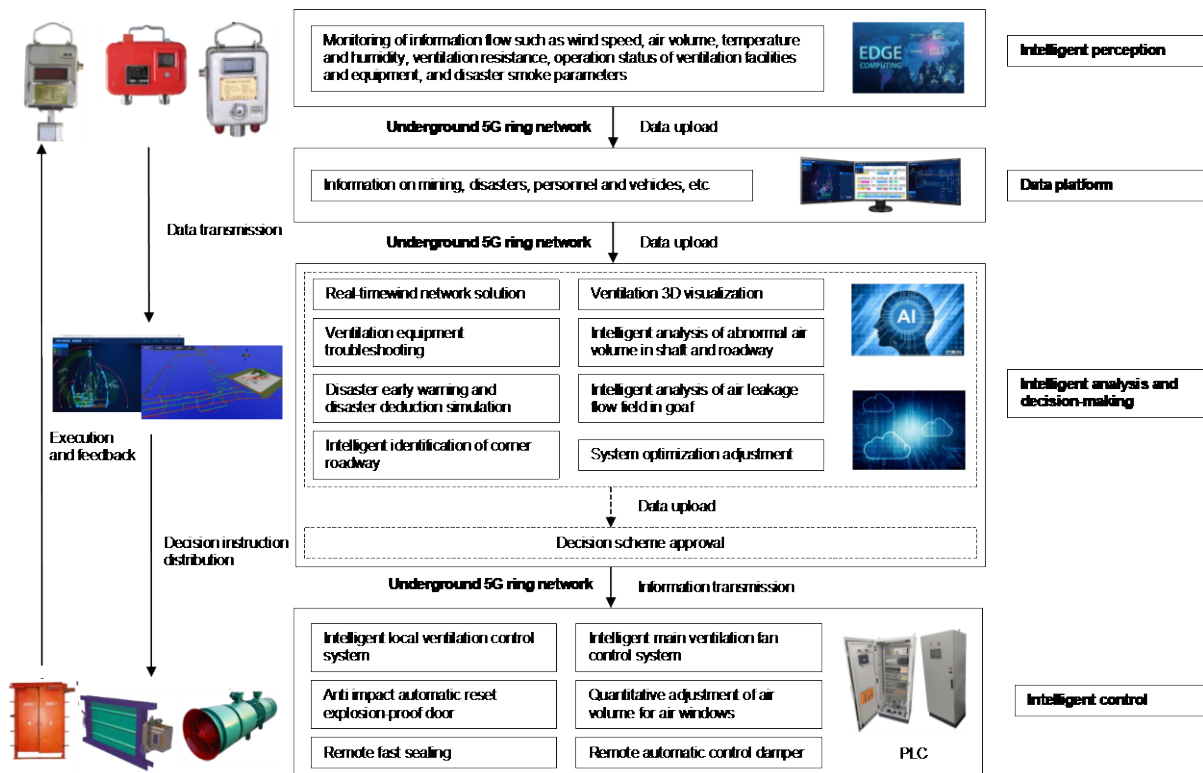 Monitoring of information flow such as wind speed, air volume, temperature
and humidity, ventilation resistance, operation status of ventilation facilities
and equipment, and disaster smoke parameters
EDGE
COMPUTING
Intelligent perception
Underground 5G ring network
Data upload
Information on mining, disasters, personnel and vehicles, etc
Data platform
Data transmission
Underground 5G ring network
Data upload
Real-timewind network solution
Ventilation 3D visualization
AI
Ventilation equipment
troubleshooting
Intelligent analysis of abnormal air
volume in shaft and roadway
Disaster early warning and
disaster deduction simulation
Intelligent analysis of air leakage
flow field in goaf
Intelligent analysis and
decision-making
Execution
and feedback
Intelligent identification of corner
roadway
System optimization adjustment
Data upload
Decision scheme approval
Decision instruction
distribution
Underground 5G ring network
Information transmission
Intelligent local ventilation control
system
Intelligent main ventilation fan
control system
Anti impact automatic reset
explosion-proof door
Quantitative adjustment of air
volume for air windows
Intelligent control
Remote fast sealing
Remote automatic control damper
PLC